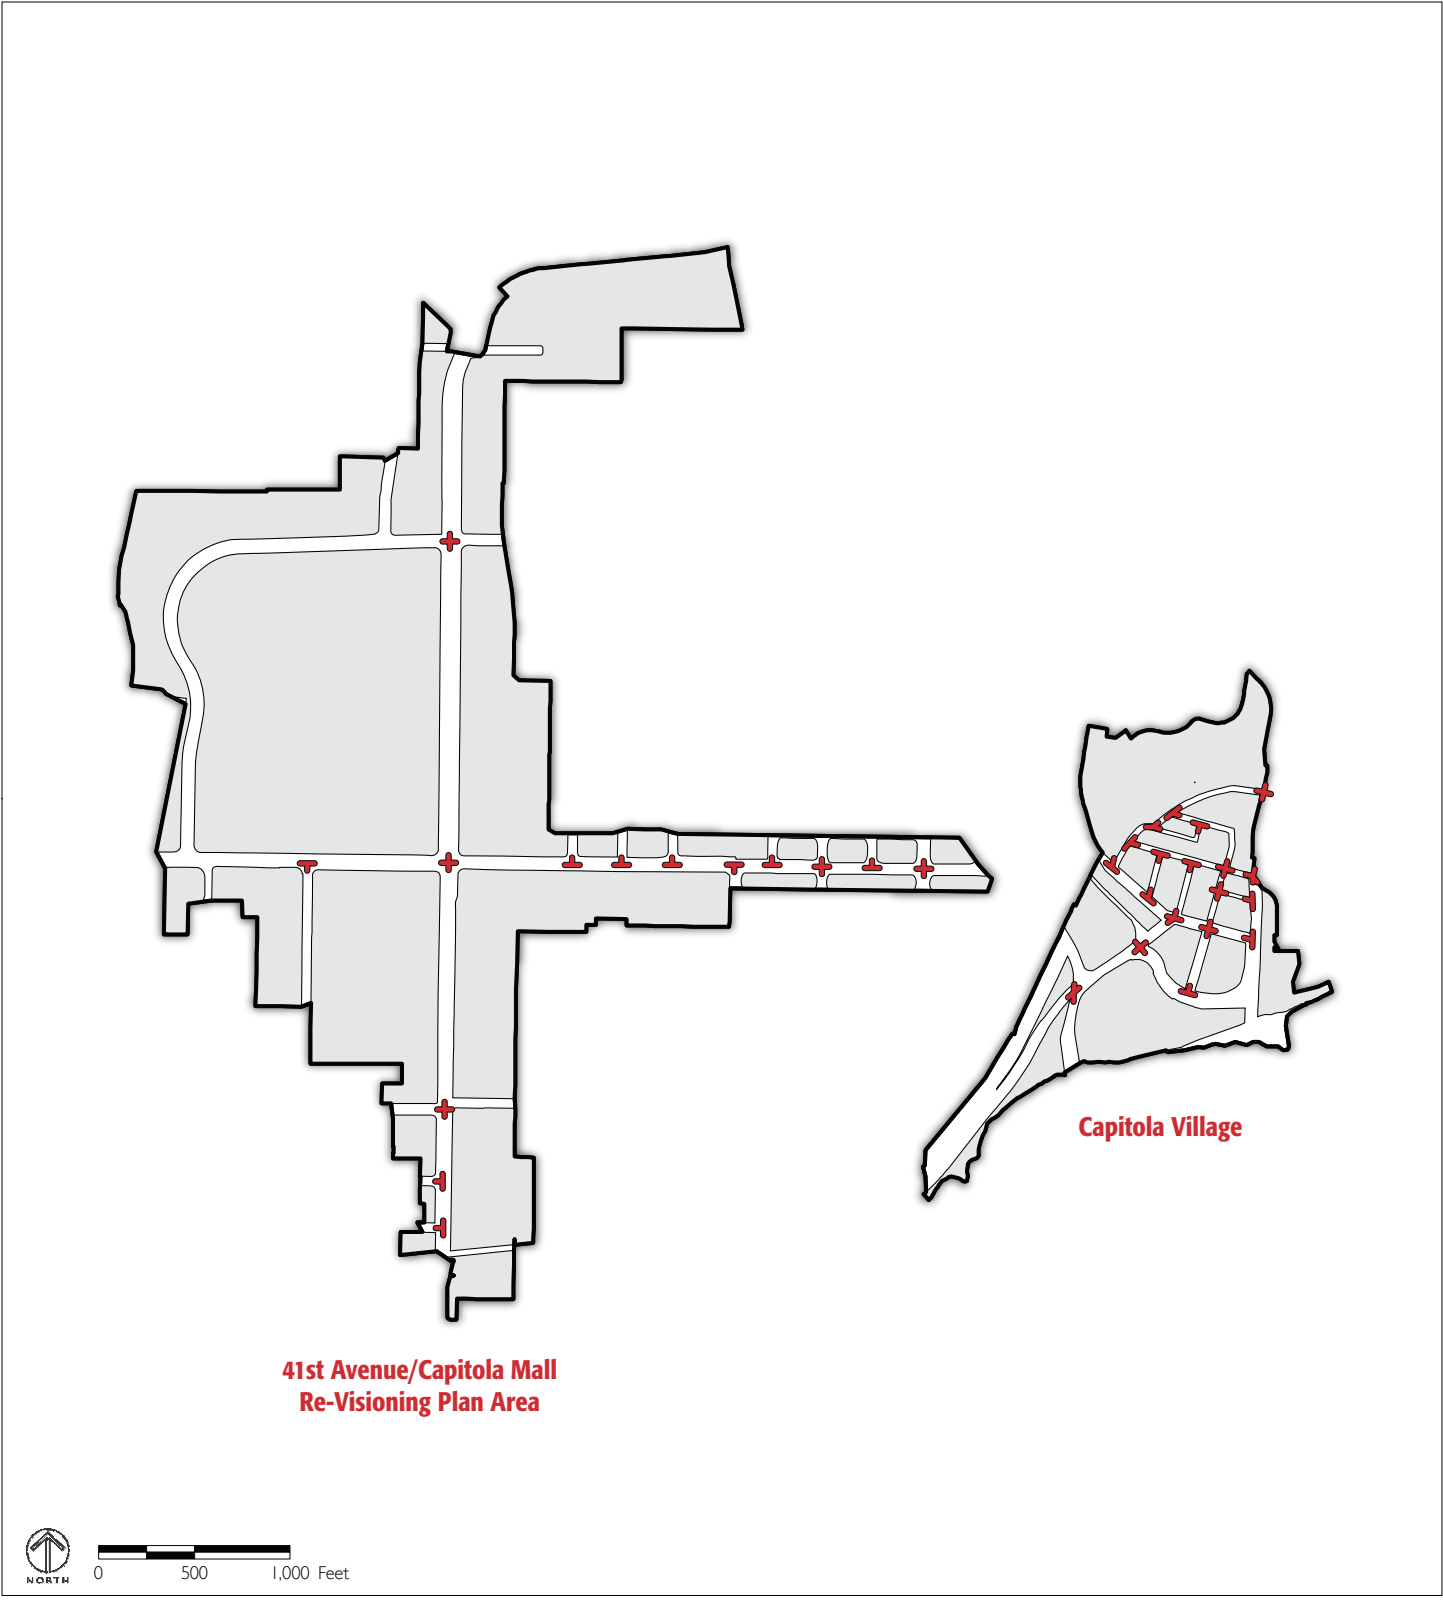 Capitola Village
41st Avenue/Capitola Mall
Re-Visioning Plan Area
NORTH
0 500 1,000 Feet